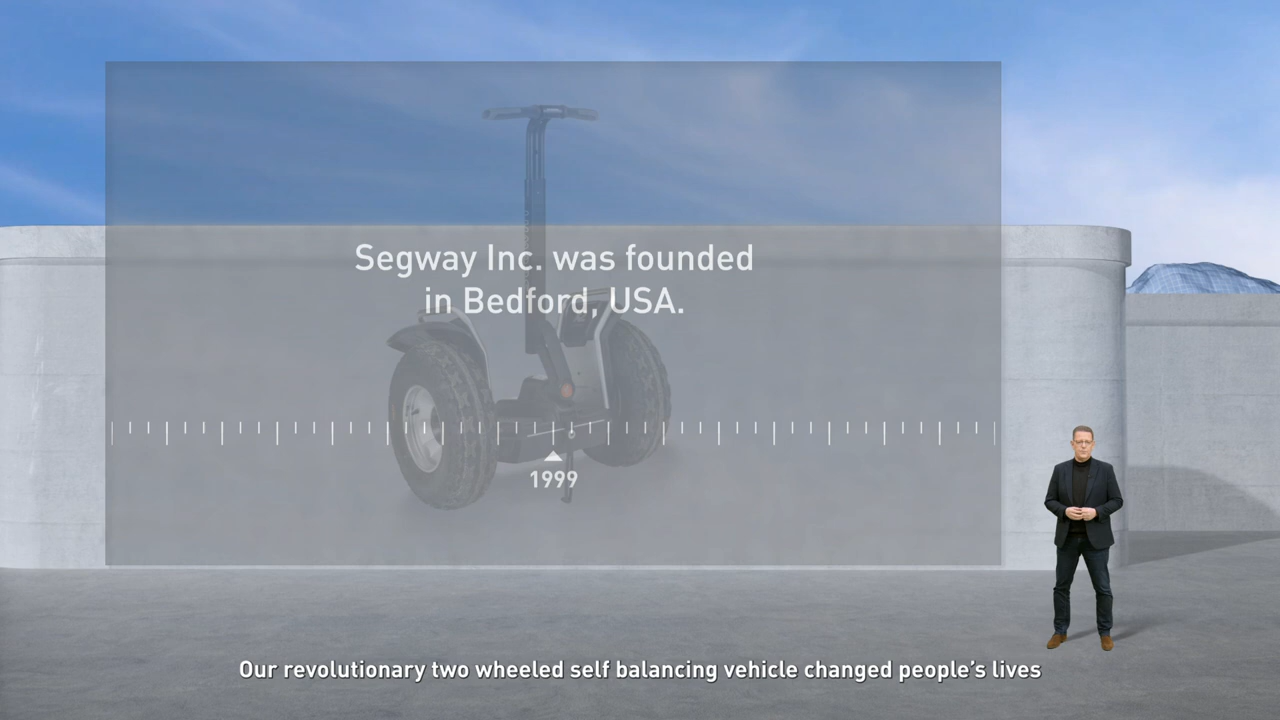 Segway Inc. was founded
in Bedford, USA.
1999
Our revolutionary two wheeled self balancing vehicle changed people's lives